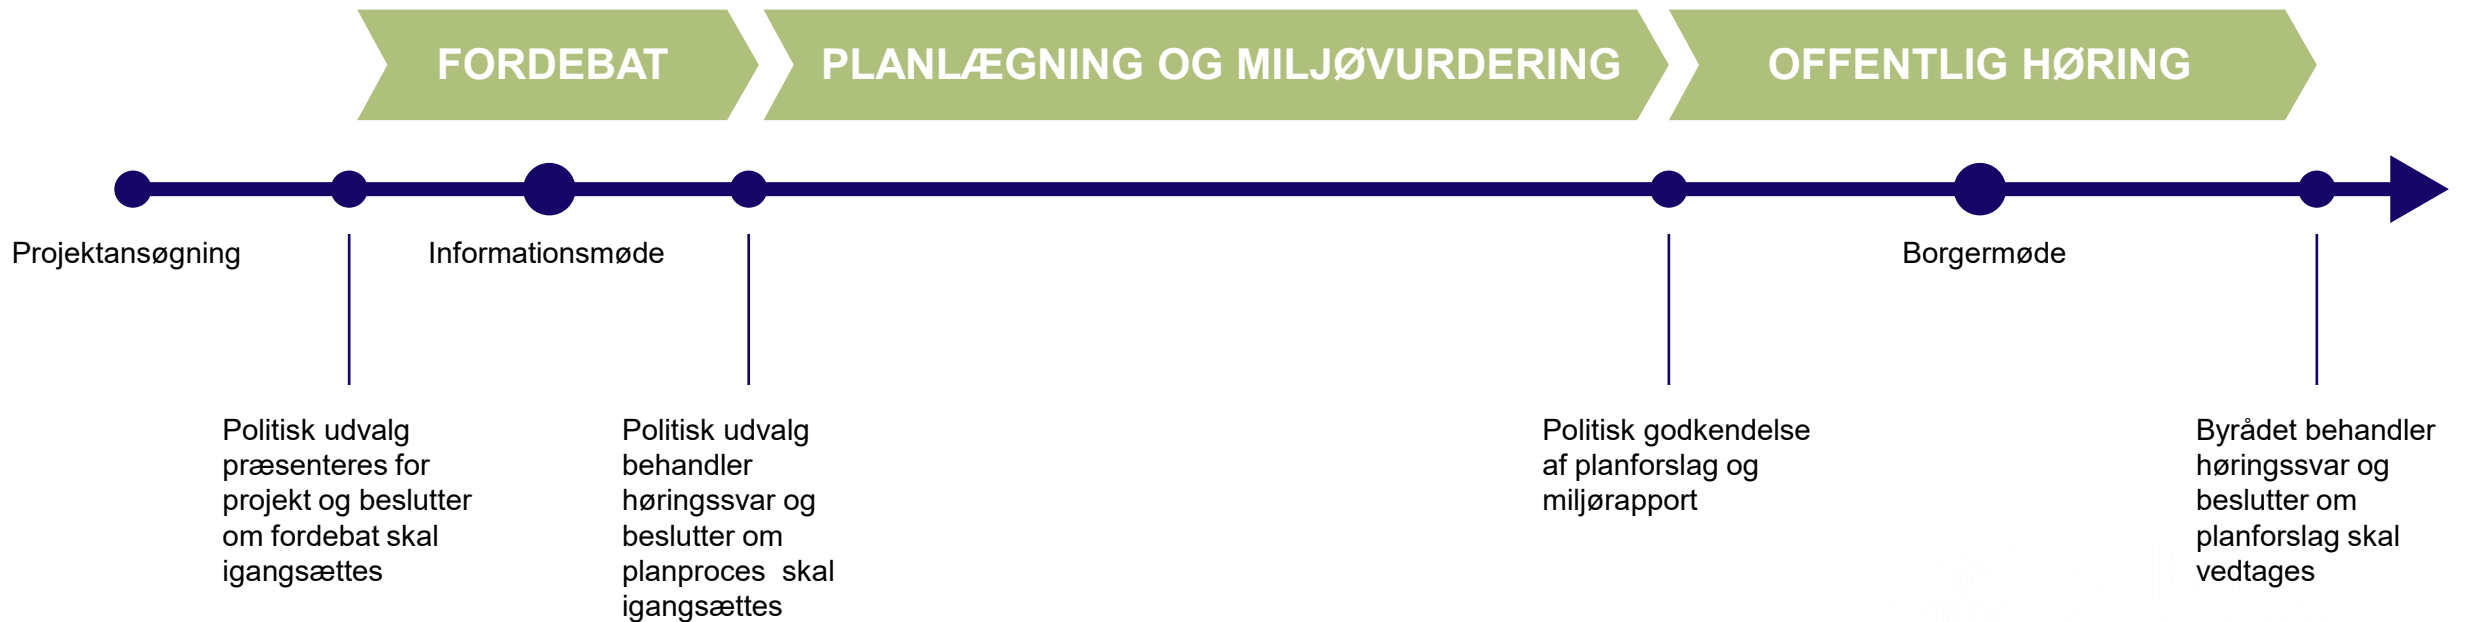 FORDEBAT
PLANLÆGNING OG MILJØVURDERING
OFFENTLIG HØRING
Projektansøgning
Informationsmøde
Borgermøde
Politisk udvalg
præsenteres for
projekt og beslutter
om fordebat skal
igangsættes
Politisk udvalg
behandler
høringssvar og
beslutter om
planproces  skal
igangsættes
Politisk godkendelse
af planforslag og
miljørapport
Byrådet behandler
høringssvar og
beslutter om
planforslag skal
vedtages